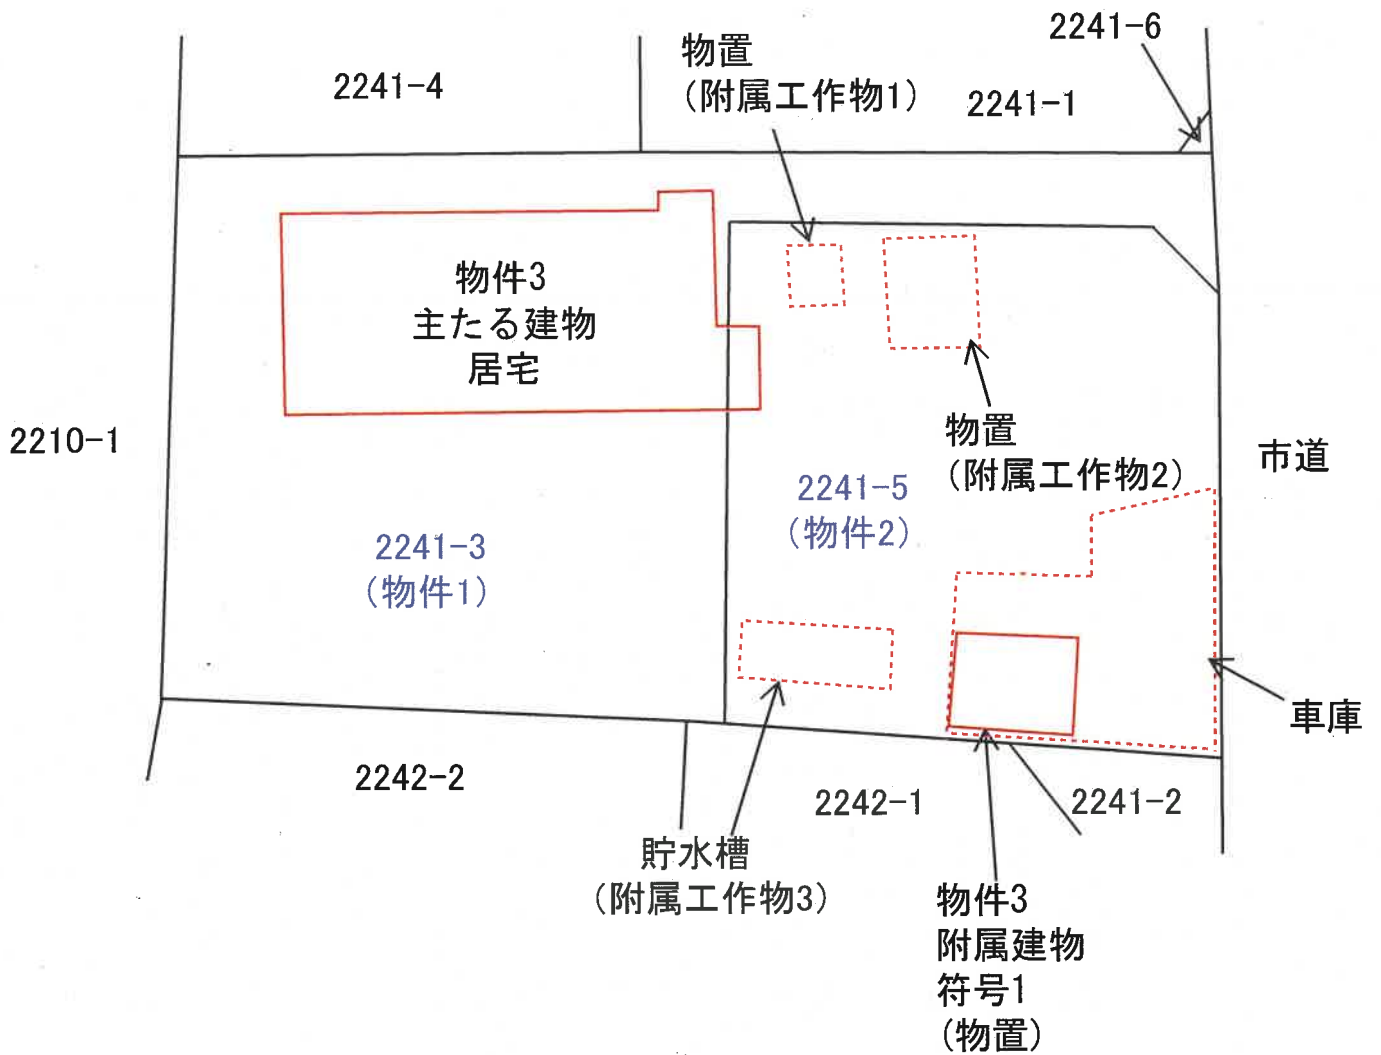 2241-6
物置
(附属工作物1)
2241-4
2241-1
物件3
主たる建物
居宅
2210-1
物置
(附属工作物2)
市道
2241-5
(物件2)
2241-3
(物件1)
車庫
2242-2
2242-1
2241-2
貯水槽
(附属工作物3)
物件3
附属建物
符号1
(物置)